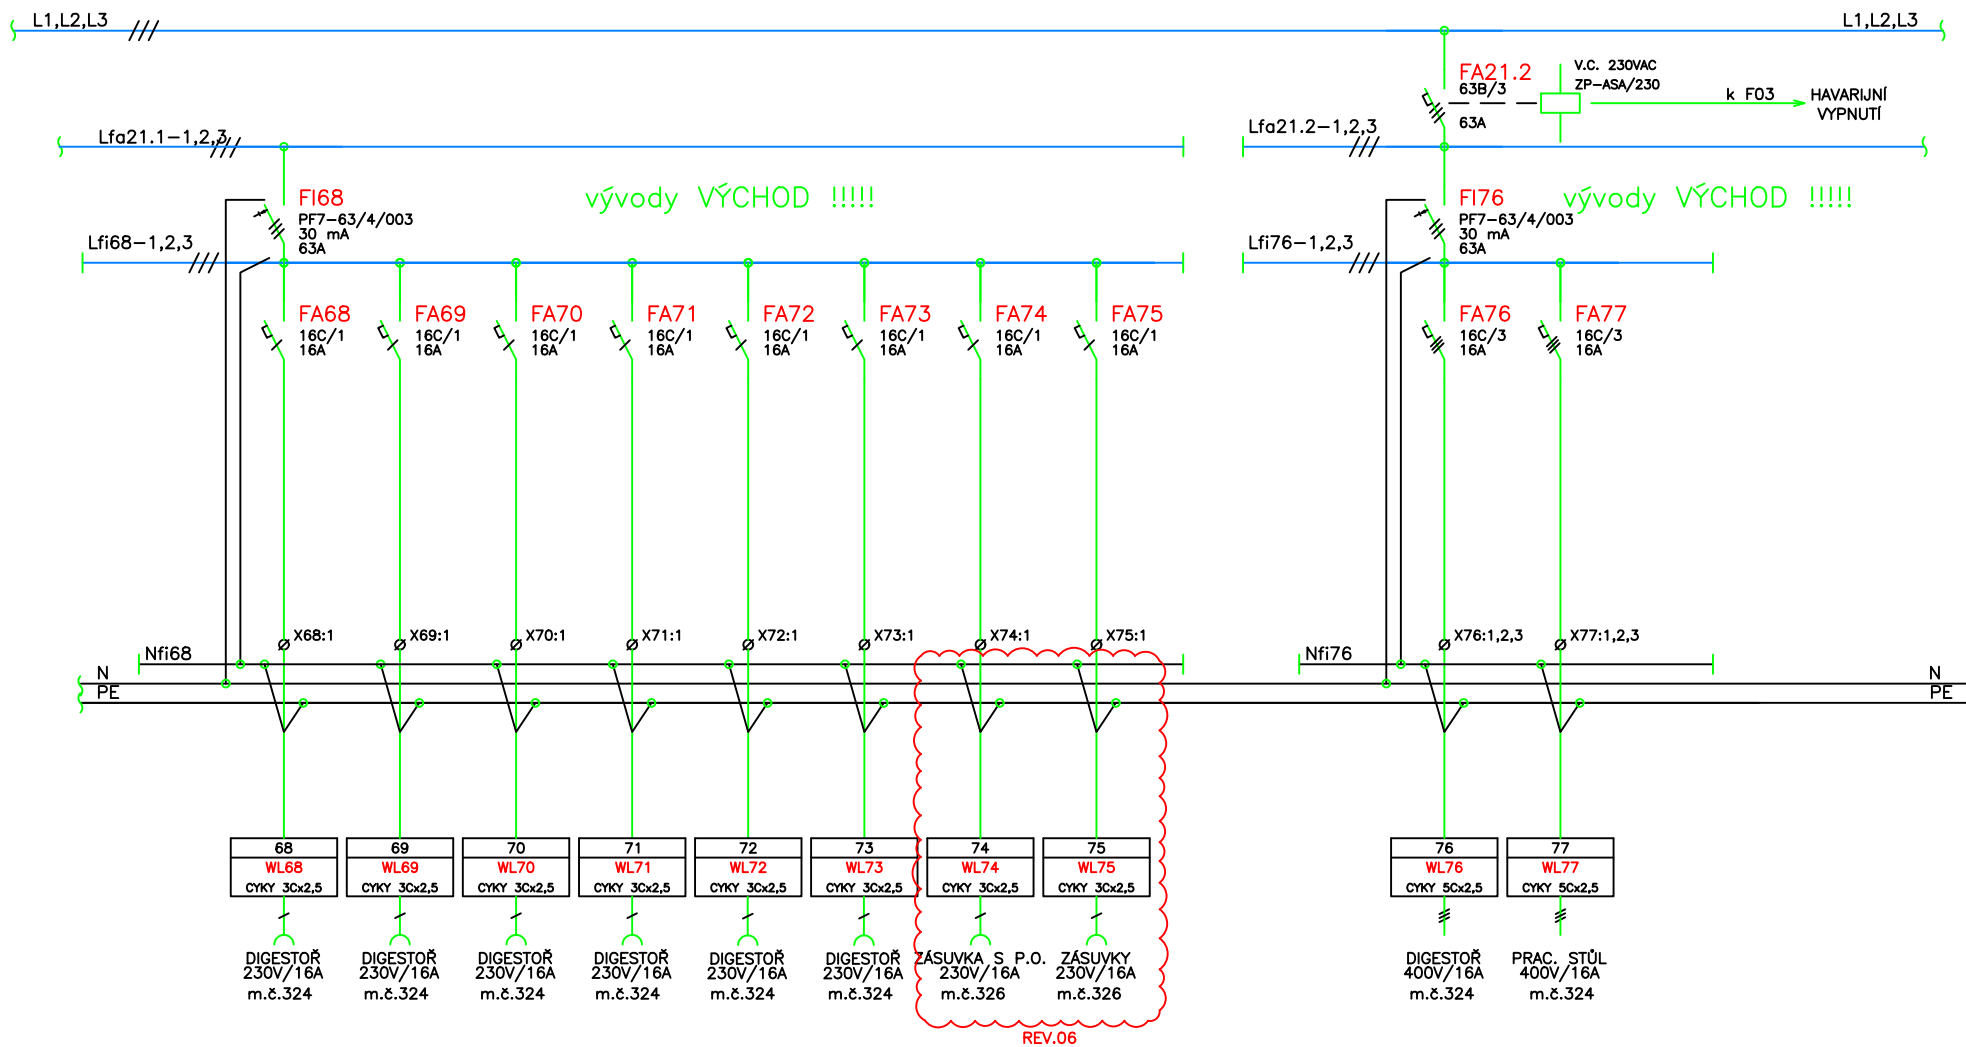 L1,L2,L3
L1,L2,L3
FA21.2
63B/3
63A
V.C. 230VAC
ZP-ASA/230
k F03
HAVARIJNÍ
VYPNUTÍ
Lfa21.1-1,2,3
Lfa21.2-1,2,3
FI68
PF7-63/4/003
30 mA
63A
vývody VÝCHOD !!!!!
FI76
PF7-63/4/003
30 mA
63A
vývody VÝCHOD !!!!!
Lfi68-1,2,3
Lfi76-1,2,3
FA68
16C/1
16A
FA69
16C/1
16A
FA70
16C/1
16A
FA71
16C/1
16A
FA72
16C/1
16A
FA73
16C/1
16A
FA74
16C/1
16A
FA75
16C/1
16A
FA76
16C/3
16A
FA77
16C/3
16A
X68:1
X69:1
X70:1
X71:1
X72:1
X73:1
X74:1
X75:1
X76:1,2,3
X77:1,2,3
Nfi68
Nfi76
N
PE
N
PE
68
WL68
CYKY 3Cx2,5
DIGESTOŘ
230V/16A
m.č.324
69
WL69
CYKY 3Cx2,5
DIGESTOŘ
230V/16A
m.č.324
70
WL70
CYKY 3Cx2,5
DIGESTOŘ
230V/16A
m.č.324
71
WL71
CYKY 3Cx2,5
DIGESTOŘ
230V/16A
m.č.324
72
WL72
CYKY 3Cx2,5
DIGESTOŘ
230V/16A
m.č.324
73
WL73
CYKY 3Cx2,5
DIGESTOŘ
230V/16A
m.č.324
74
WL74
CYKY 3Cx2,5
ZÁSUVKA S P.O.
230V/16A
m.č.326
75
WL75
CYKY 3Cx2,5
ZÁSUVKY
230V/16A
m.č.326
76
WL76
CYKY 5Cx2,5
DIGESTOŘ
400V/16A
m.č.324
77
WL77
CYKY 5Cx2,5
PRAC. STŮL
400V/16A
m.č.324
REV.06